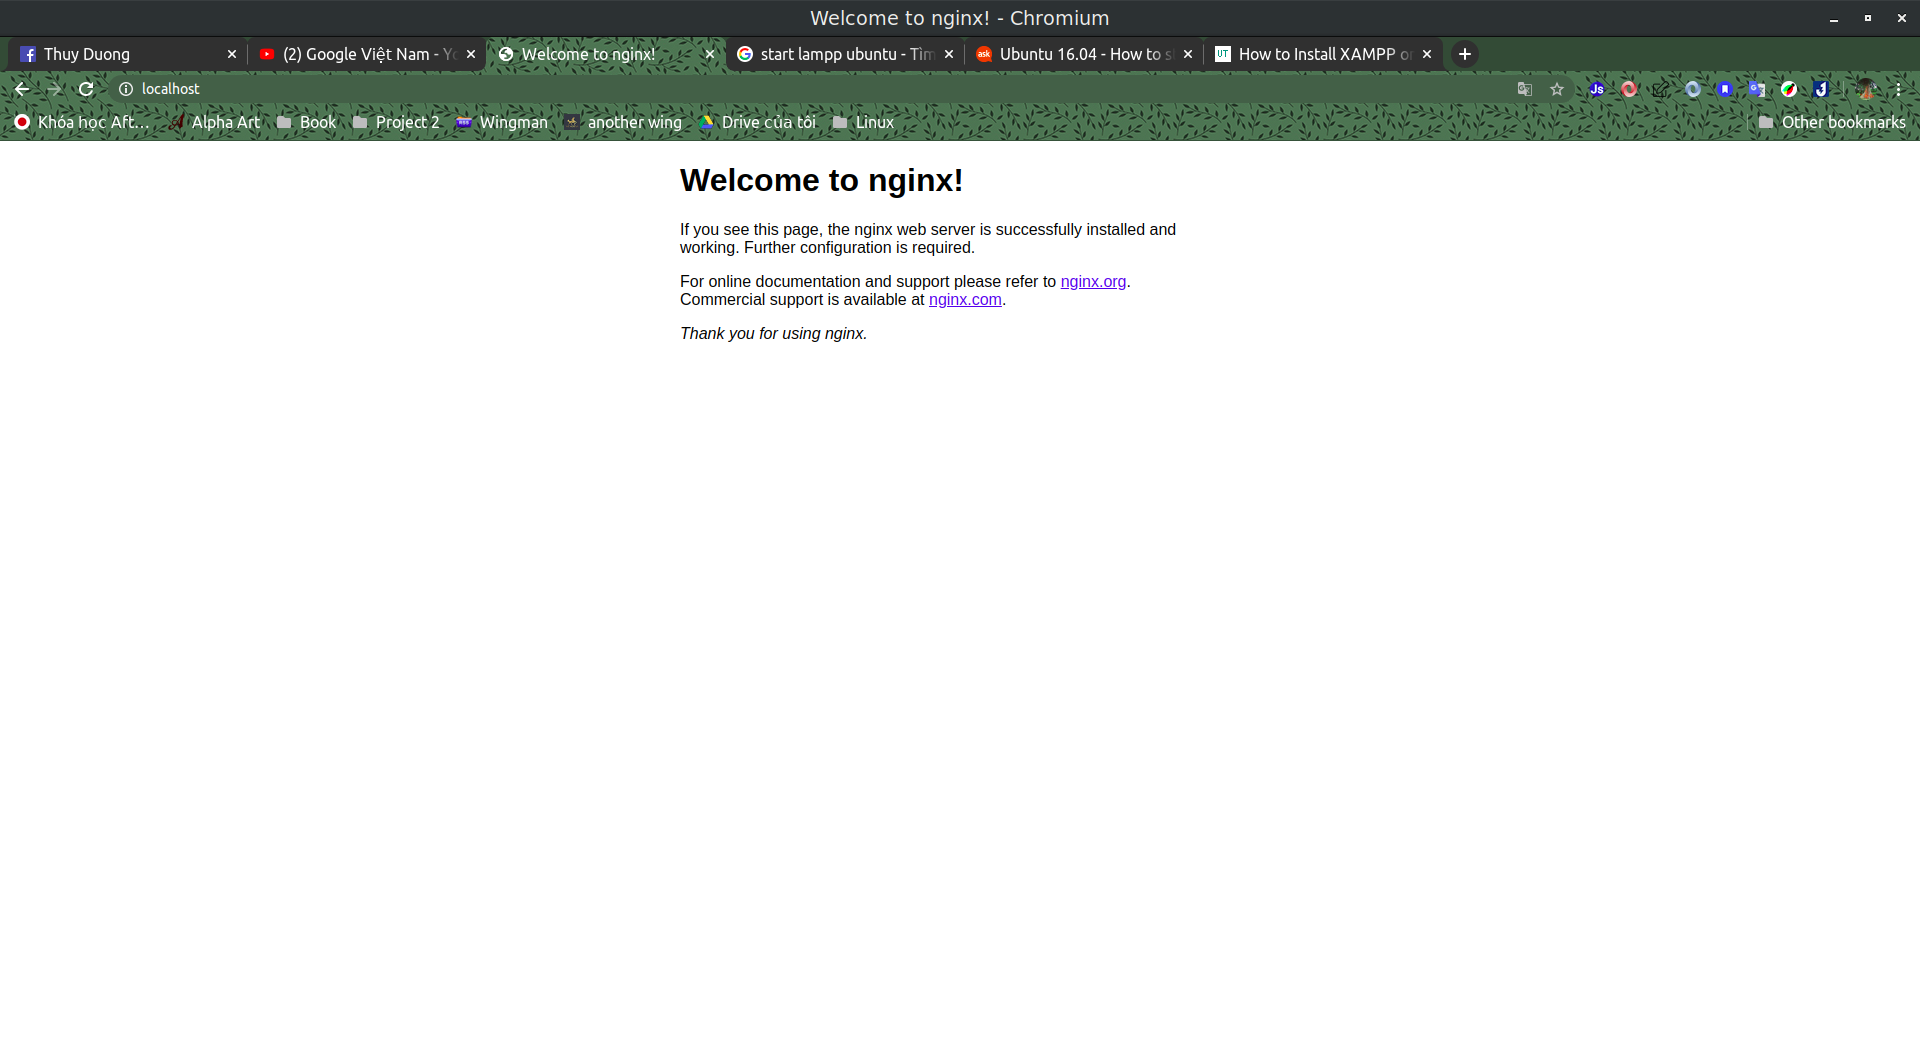 Welcome to nginx! - Chromium
Thuy Duong
(2) Google Việt Nam - Yo
Welcome to nginx!
start lampp ubuntu - Tìm
Ubuntu 16.04 - How to s
How to Install XAMPP o
localhost
Khóa học Aft...
Alpha Art
Book
Project 2
Wingman
another wing
Drive của tôi
Linux
Other bookmarks
Welcome to nginx!
If you see this page, the nginx web server is successfully installed and
working. Further configuration is required.
For online documentation and support please refer to nginx.org.
Commercial support is available at nginx.com.
Thank you for using nginx.